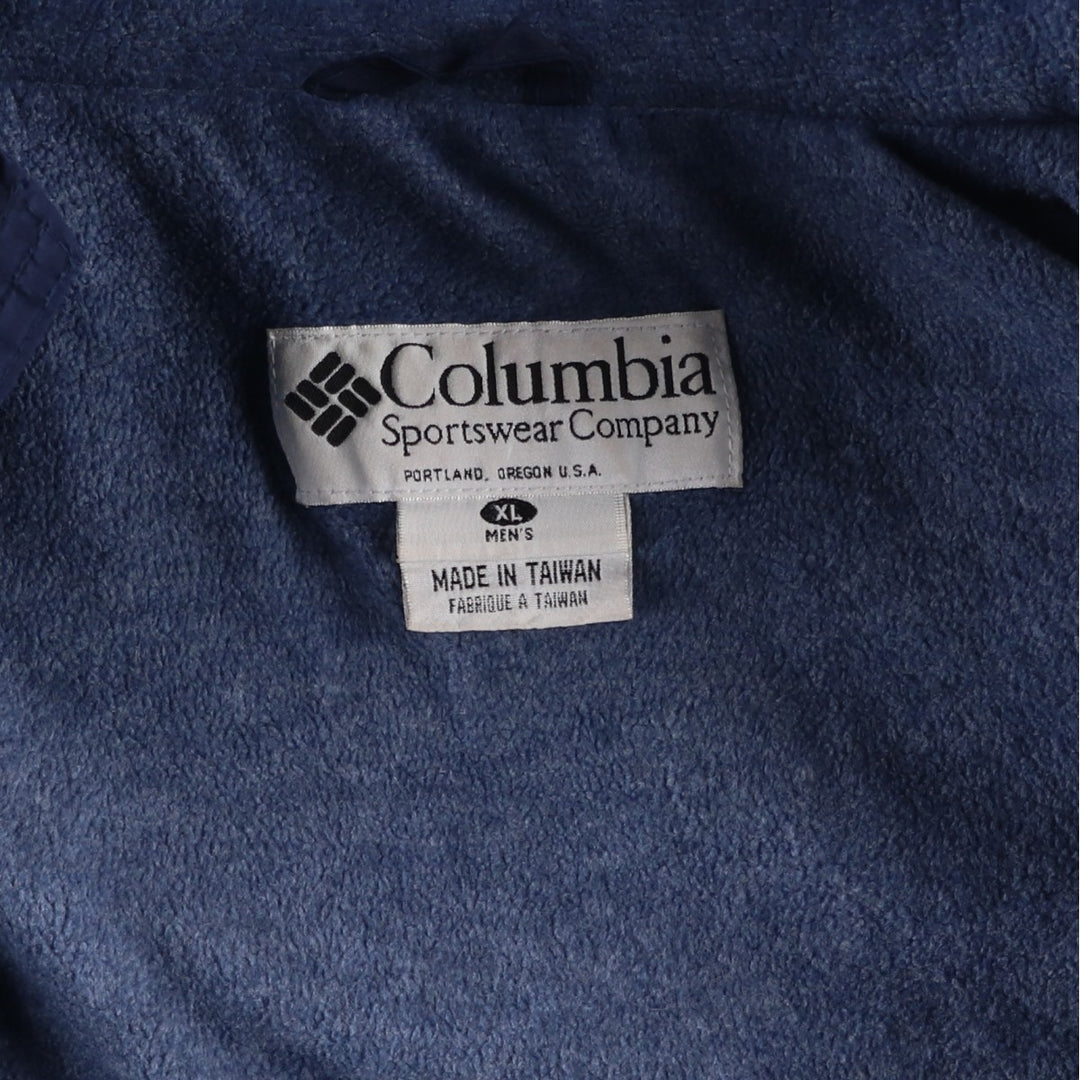 Columbia
Sportswear Company
PORTLAND, OREGON U.S.A.
XL
MEN'S
MADE IN TAIWAN
FABRIQUE A TAIWAN